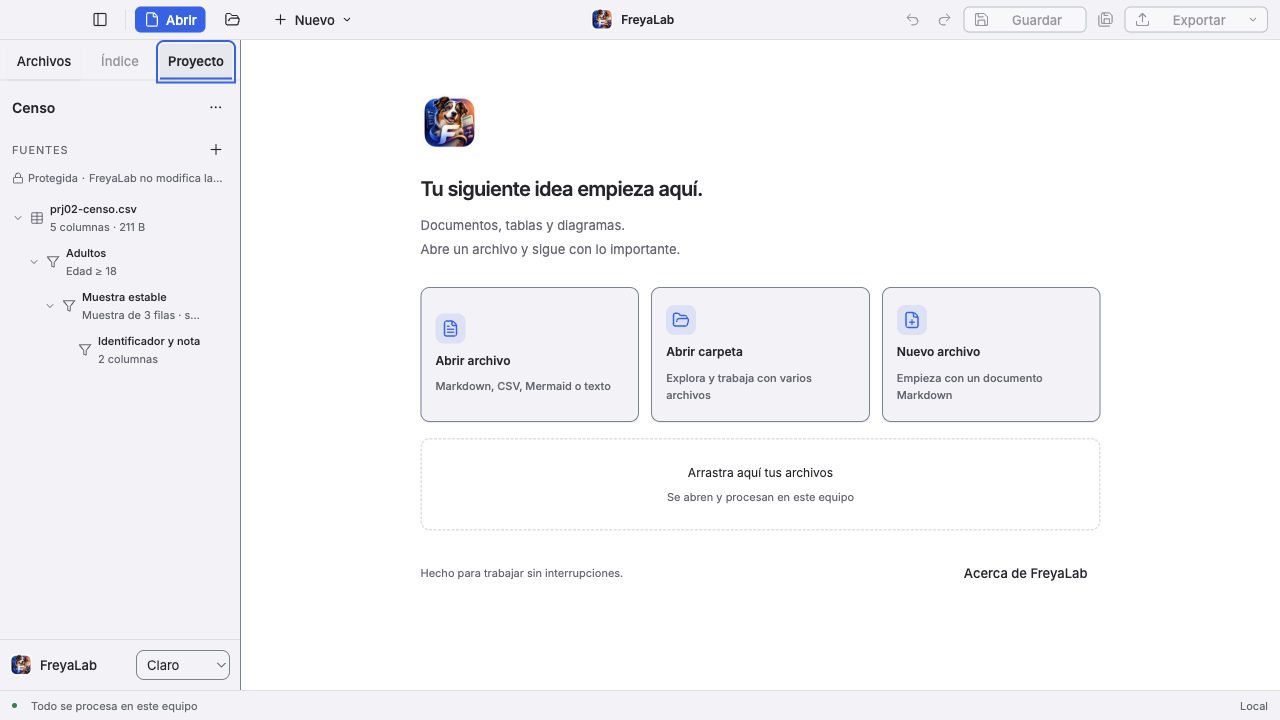 Abrir
Nuevo
FreyaLab
Guardar
Exportar
Archivos
Índice
Proyecto
Censo
FUENTES
Protegida · FreyaLab no modifica la...
prj02-censo.csv
5 columnas · 211 B
Adultos
Edad ≥ 18
Muestra estable
Muestra de 3 filas · s...
Identificador y nota
2 columnas
Tu siguiente idea empieza aquí.
Documentos, tablas y diagramas.
Abre un archivo y sigue con lo importante.
Abrir archivo
Markdown, CSV, Mermaid o texto
Abrir carpeta
Explora y trabaja con varios
archivos
Nuevo archivo
Empieza con un documento
Markdown
Arrastra aquí tus archivos
Se abren y procesan en este equipo
Hecho para trabajar sin interrupciones.
Acerca de FreyaLab
FreyaLab
Claro
Todo se procesa en este equipo
Local